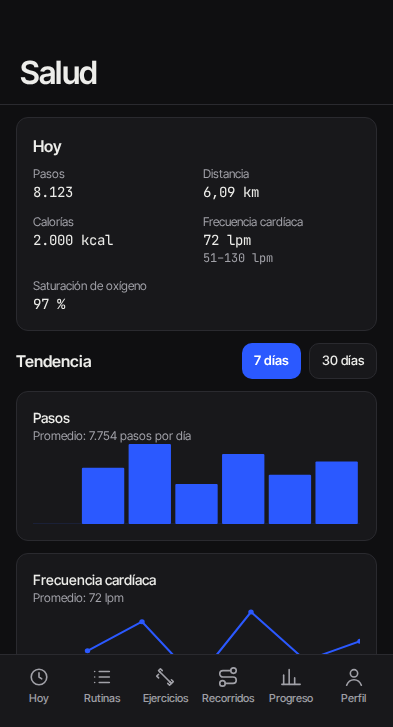 Salud
Hoy
Pasos
8.123
Distancia
6,09 km
Calorías
2.000 kcal
Frecuencia cardíaca
72 lpm
51–130 lpm
Saturación de oxígeno
97 %
Tendencia
7 días
30 días
Pasos
Promedio: 7.754 pasos por día
Frecuencia cardíaca
Promedio: 72 lpm
Hoy
Rutinas
Ejercicios
Recorridos
Progreso
Perfil